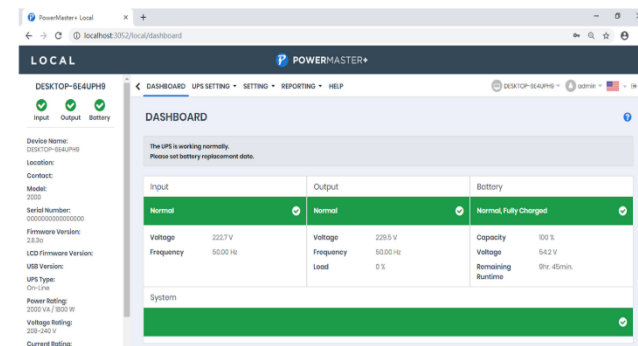 PowerMaster+ Local
localhost:3052/local/dashboard
LOCAL
POWERMASTER+
DESKTOP-6E4UPH9
DASHBOARD UPS SETTING SETTING REPORTING HELP
DESKTOP-6E4UPH9 admin
Input Output Battery
DASHBOARD
Device Name:
DESKTOP-6E4UPH9
Location:
Contact:
Model:
2000
Serial Number:
0000000000000000
Firmware Version:
2.8.3a
LCD Firmware Version:
USB Version:
UPS Type:
On-Line
Power Rating:
2000 VA / 1800 W
Voltage Rating:
208-240 V
Current Rating:
The UPS is working normally.
Please set battery replacement date.
Input
Normal
Voltage 222.7 V
Frequency 50.00 Hz
Output
Normal
Voltage 229.5 V
Frequency 50.00 Hz
Load 0 %
Battery
Normal, Fully Charged
Capacity 100 %
Voltage 54.2 V
Remaining Runtime 9hr. 45min.
System